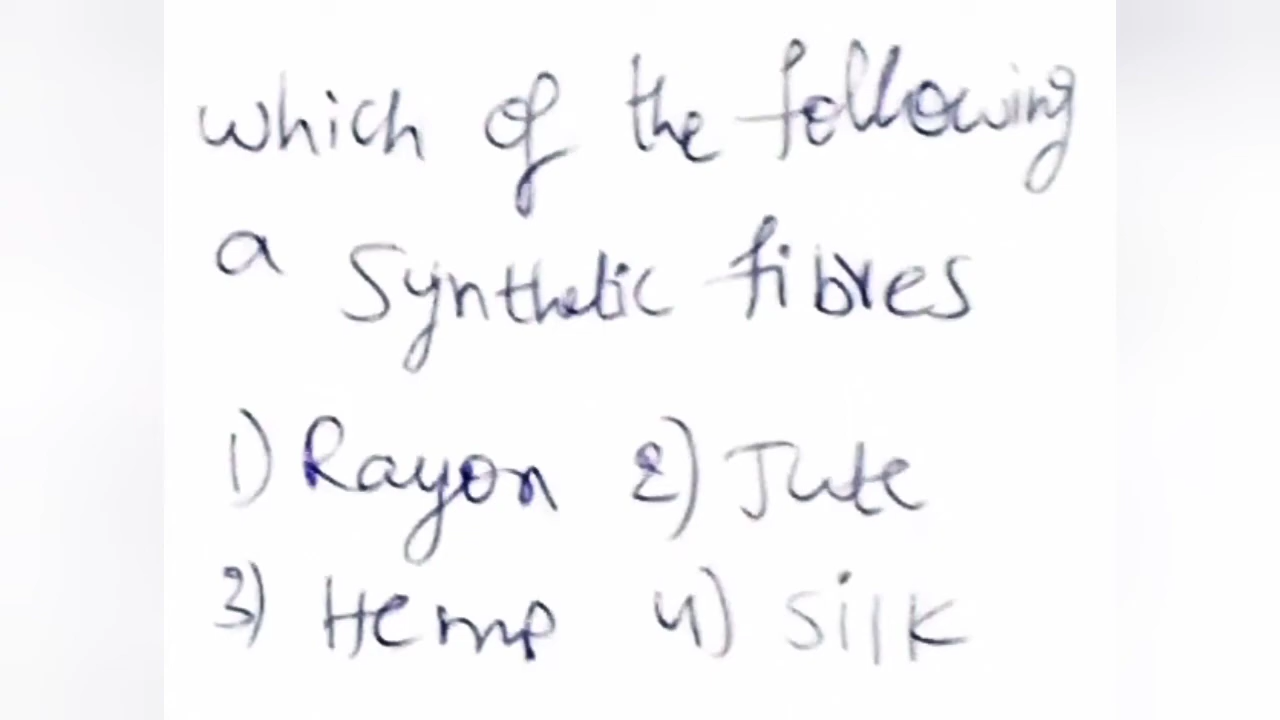 which of the following
a Synthetic fibres
1) Rayon 2) Jute
3) Hemp 4) Silk